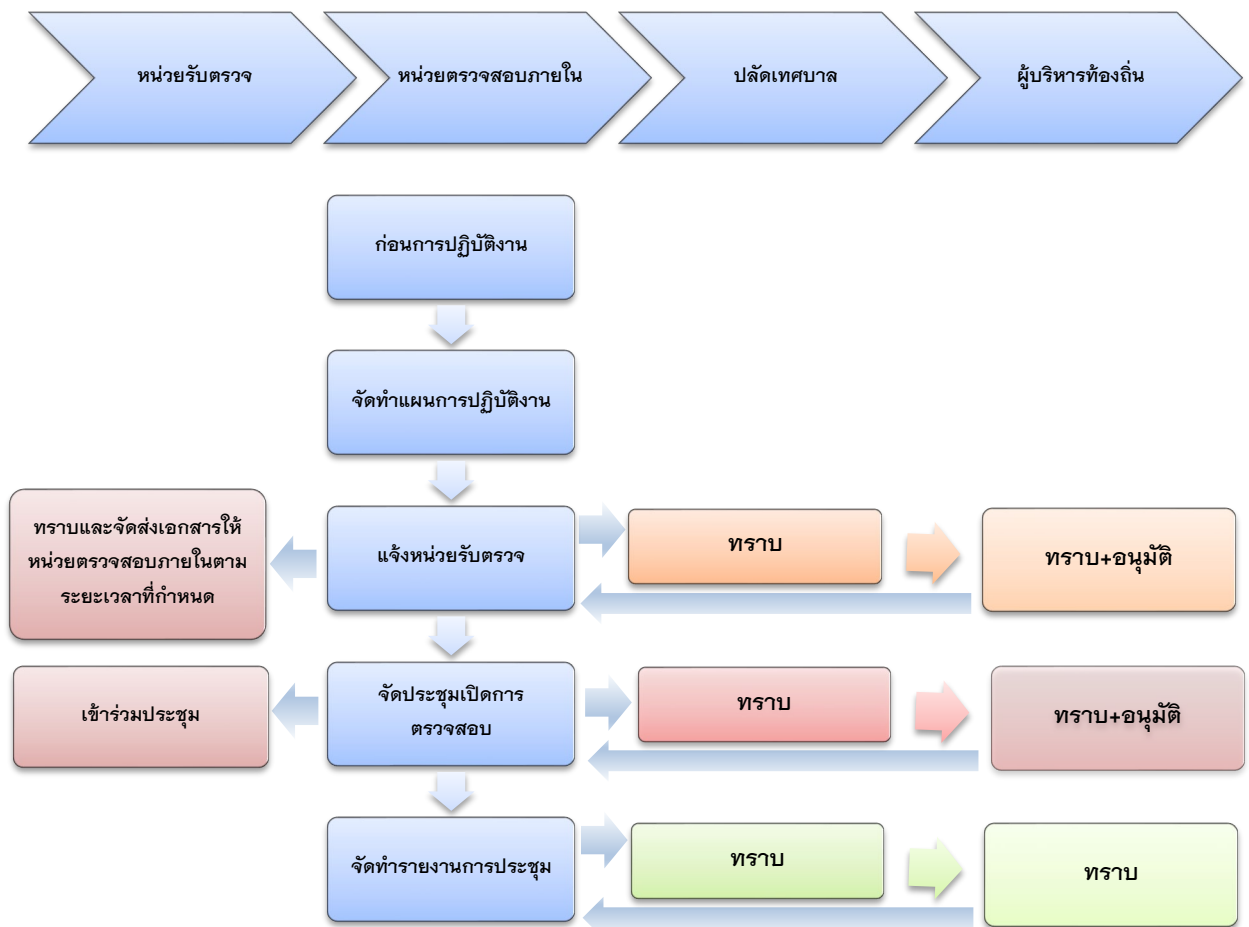 หน่วยรับตรวจ
หน่วยตรวจสอบภายใน
ปลัดเทศบาล
ผู้บริหารท้องถิ่น
ก่อนการปฏิบัติงาน
จัดทำแผนการปฏิบัติงาน
ทราบและจัดส่งเอกสารให้
หน่วยตรวจสอบภายในตาม
ระยะเวลาที่กำหนด
แจ้งหน่วยรับตรวจ
ทราบ
ทราบ+อนุมัติ
เข้าร่วมประชุม
จัดประชุมเปิดการ
ตรวจสอบ
ทราบ
ทราบ+อนุมัติ
จัดทำรายงานการประชุม
ทราบ
ทราบ